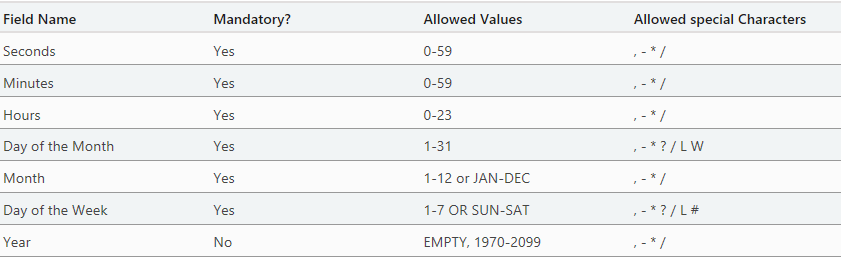 Field Name Mandatory? Allowed Values Allowed special Characters
Seconds Yes 0-59 , - * /
Minutes Yes 0-59 , - * /
Hours Yes 0-23 , - * /
Day of the Month Yes 1-31 , - * ? / L W
Month Yes 1-12 or JAN-DEC , - * /
Day of the Week Yes 1-7 OR SUN-SAT , - * ? / L #
Year No EMPTY, 1970-2099 , - * /